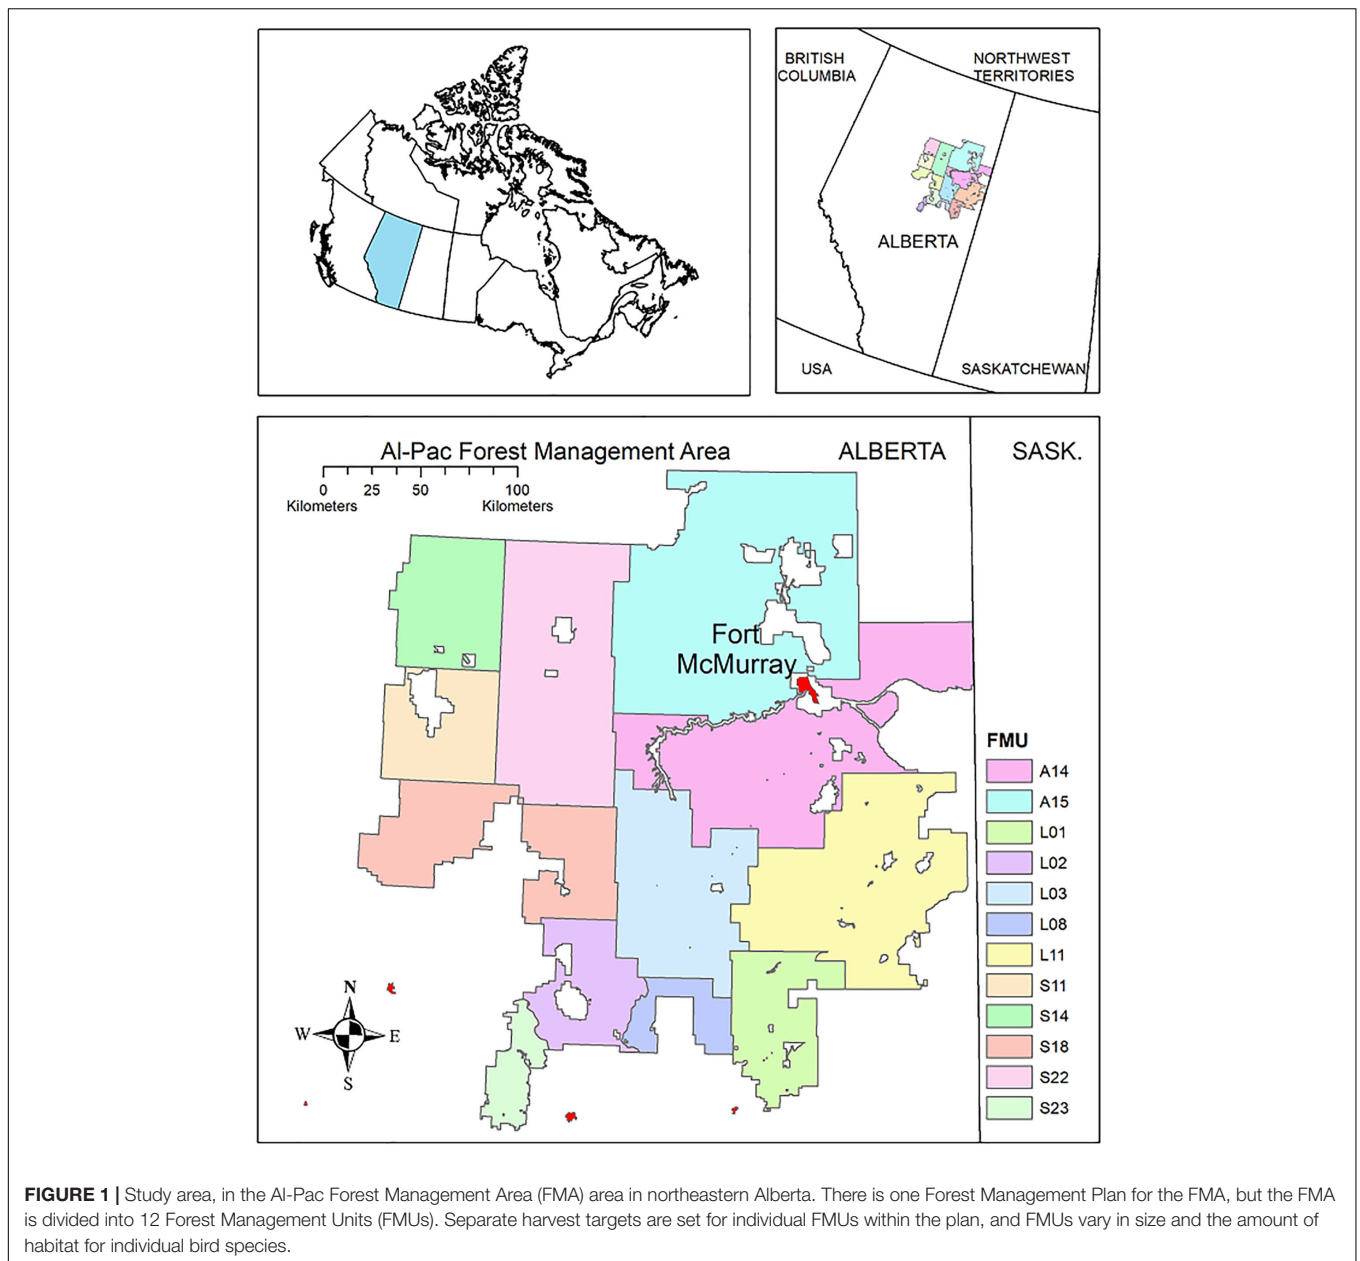 BRITISH
COLUMBIA
NORTHWEST
TERRITORIES
ALBERTA
USA
SASKATCHEWAN
Al-Pac Forest Management Area
ALBERTA
SASK.
0 25 50 100
Kilometers Kilometers
Fort
McMurray
FMU
A14
A15
L01
L02
L03
L08
L11
S11
S14
S18
S22
S23
N
W E
S
FIGURE 1 | Study area, in the Al-Pac Forest Management Area (FMA) area in northeastern Alberta. There is one Forest Management Plan for the FMA, but the FMA
is divided into 12 Forest Management Units (FMUs). Separate harvest targets are set for individual FMUs within the plan, and FMUs vary in size and the amount of
habitat for individual bird species.